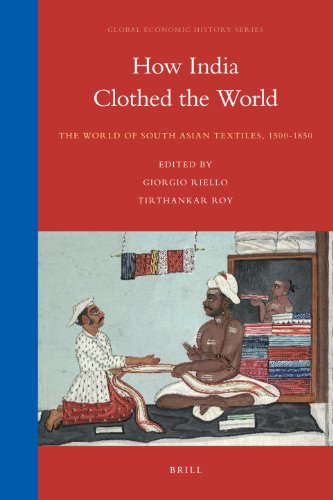 GLOBAL ECONOMIC HISTORY SERIES
How India
Clothed the World
THE WORLD OF SOUTH ASIAN TEXTILES, 1500-1850
EDITED BY
GIORGIO RIELLO
TIRTHANKAR ROY
BRILL